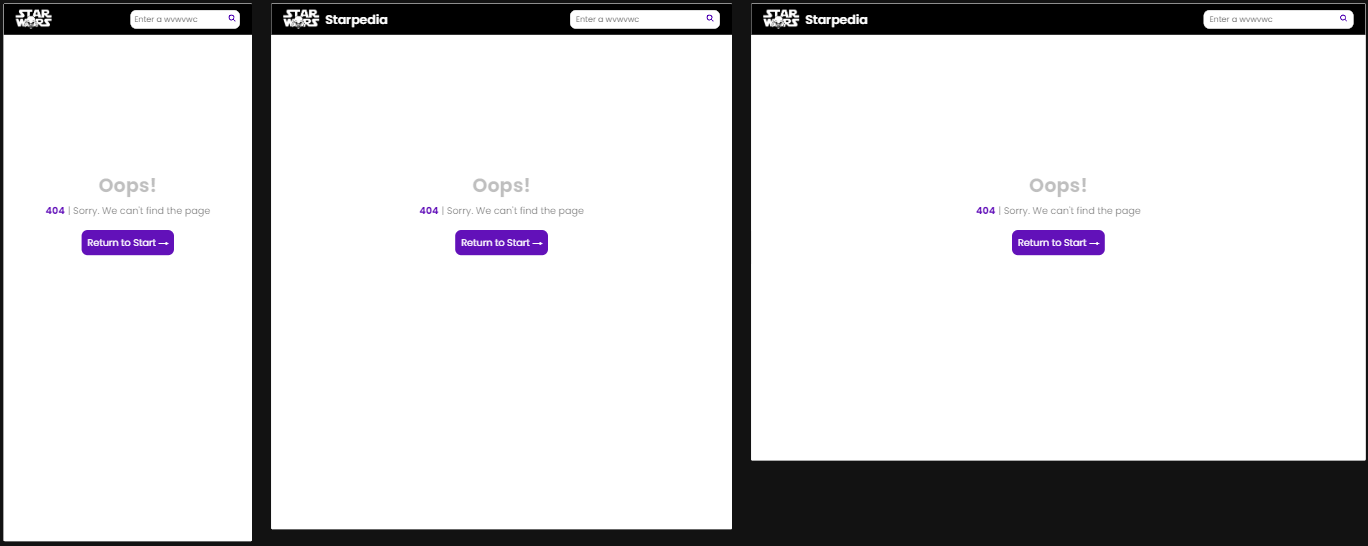 STAR WARS Enter a wvwvwc
Oops!
404 | Sorry. We can't find the page
Return to Start →
STAR WARS Starpedia Enter a wvwvwc
Oops!
404 | Sorry. We can't find the page
Return to Start →
STAR WARS Starpedia Enter a wvwvwc
Oops!
404 | Sorry. We can't find the page
Return to Start →